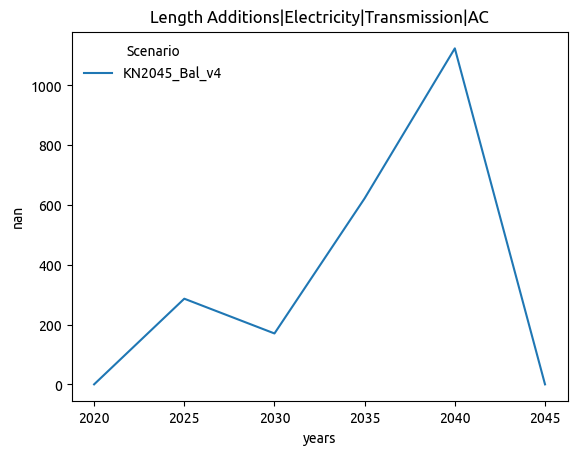 Length Additions|Electricity|Transmission|AC
Scenario
KN2045_Bal_v4
1000
800
600
400
200
0
nan
2020 2025 2030 2035 2040 2045
years